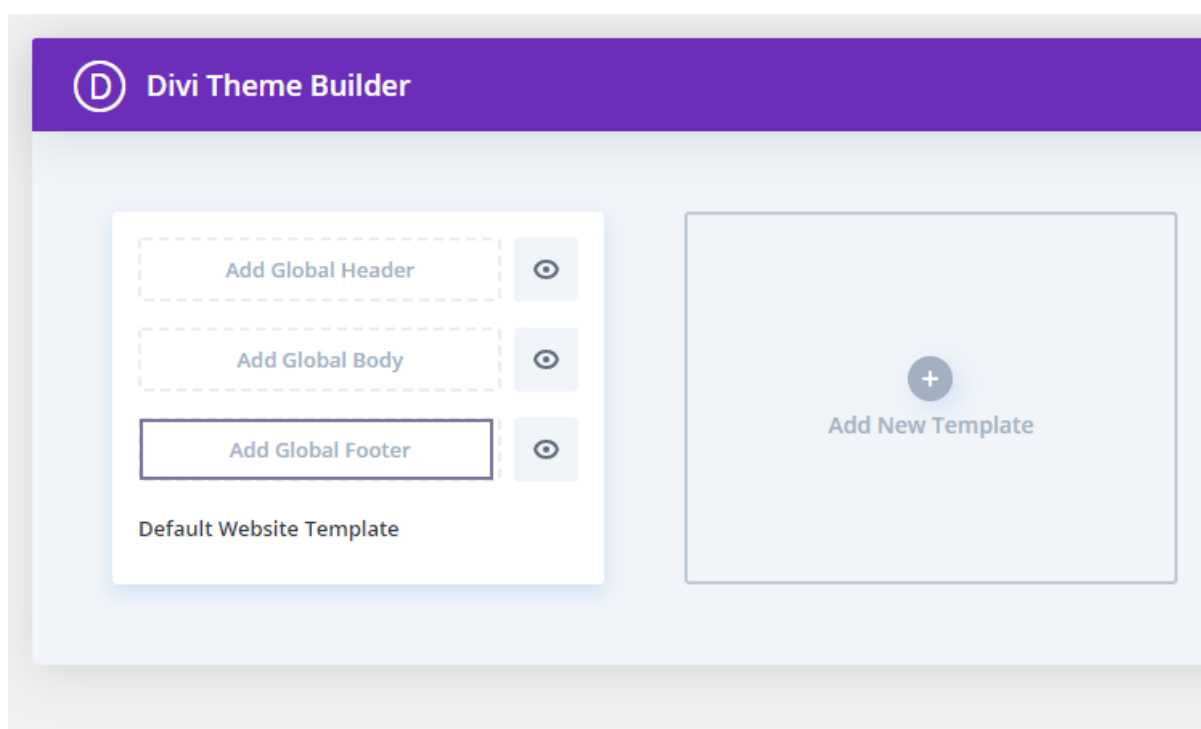 D Divi Theme Builder
Add Global Header
Add Global Body
Add Global Footer
Default Website Template
Add New Template